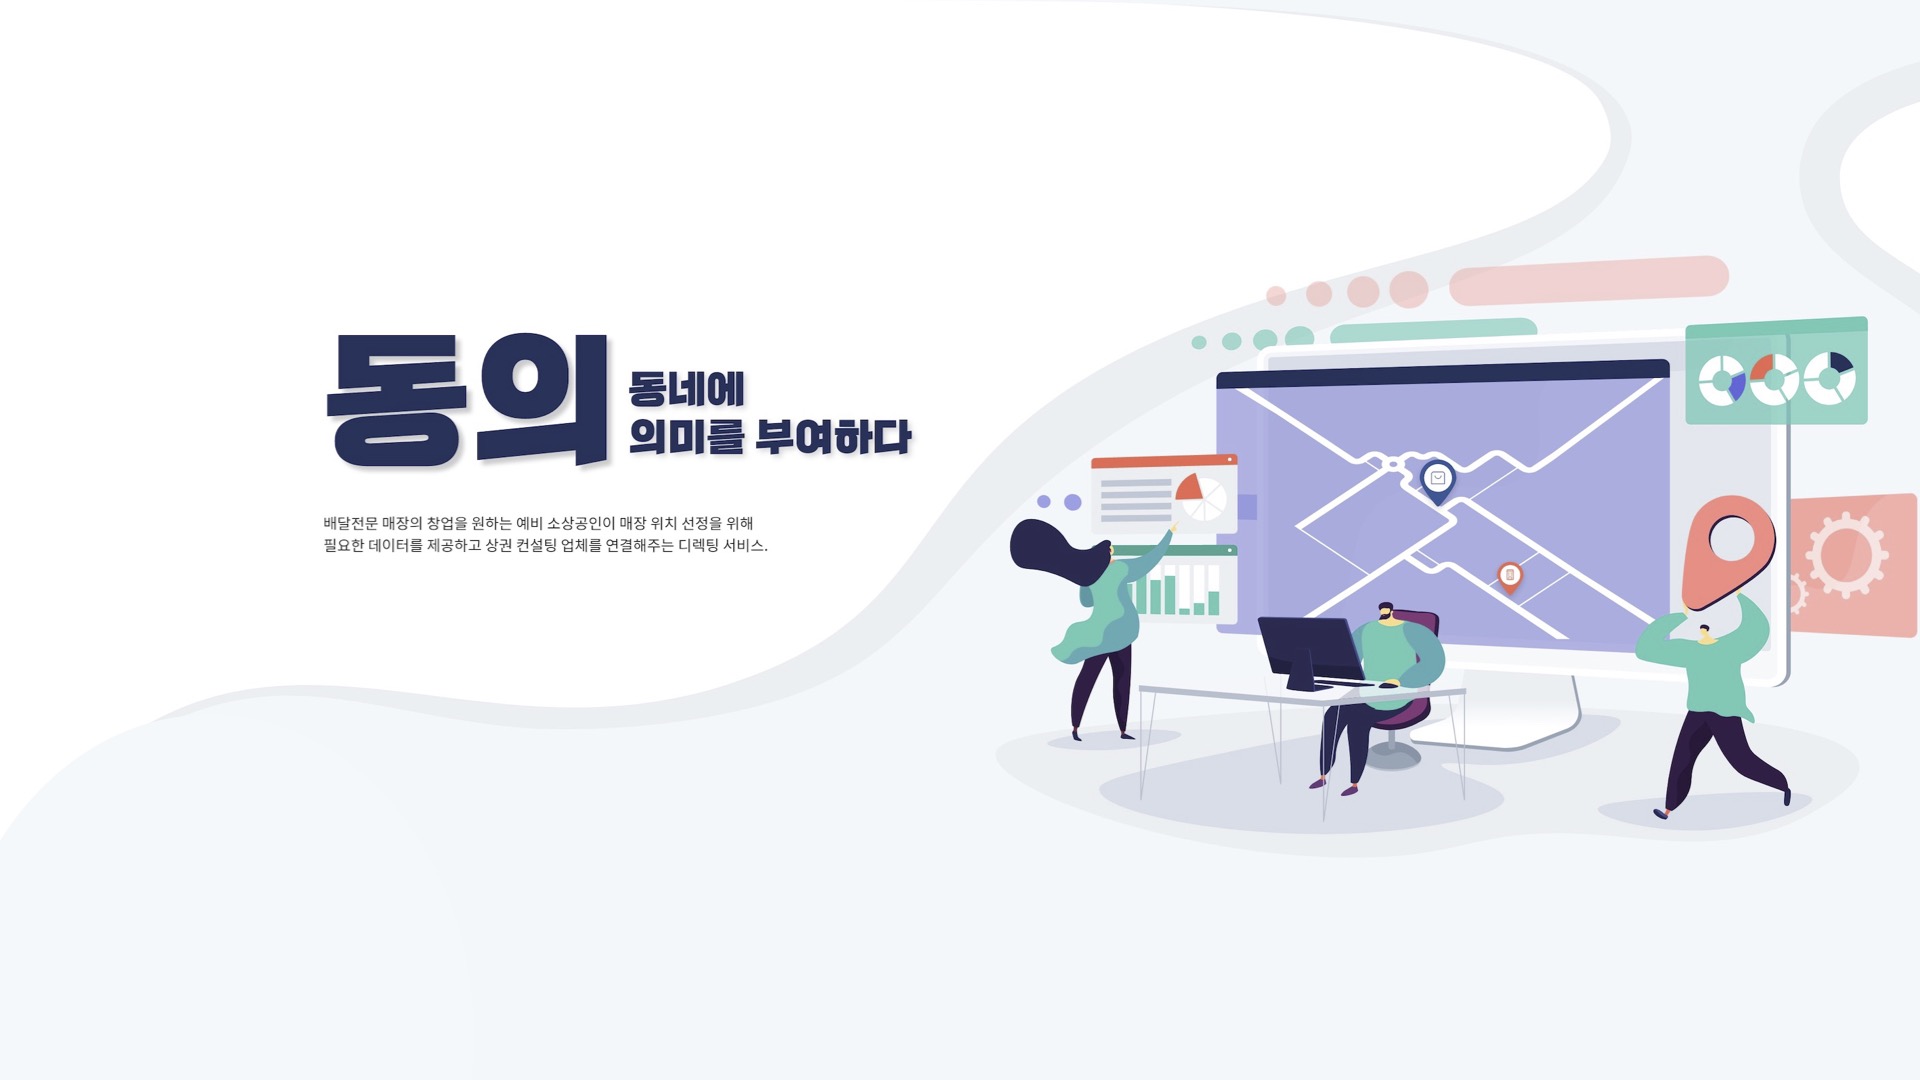 동의
동네에
의미를 부여하다
배달전문 매장의 창업을 원하는 예비 소상공인이 매장 위치 선정을 위해
필요한 데이터를 제공하고 상권 컨설팅 업체를 연결해주는 디렉팅 서비스.